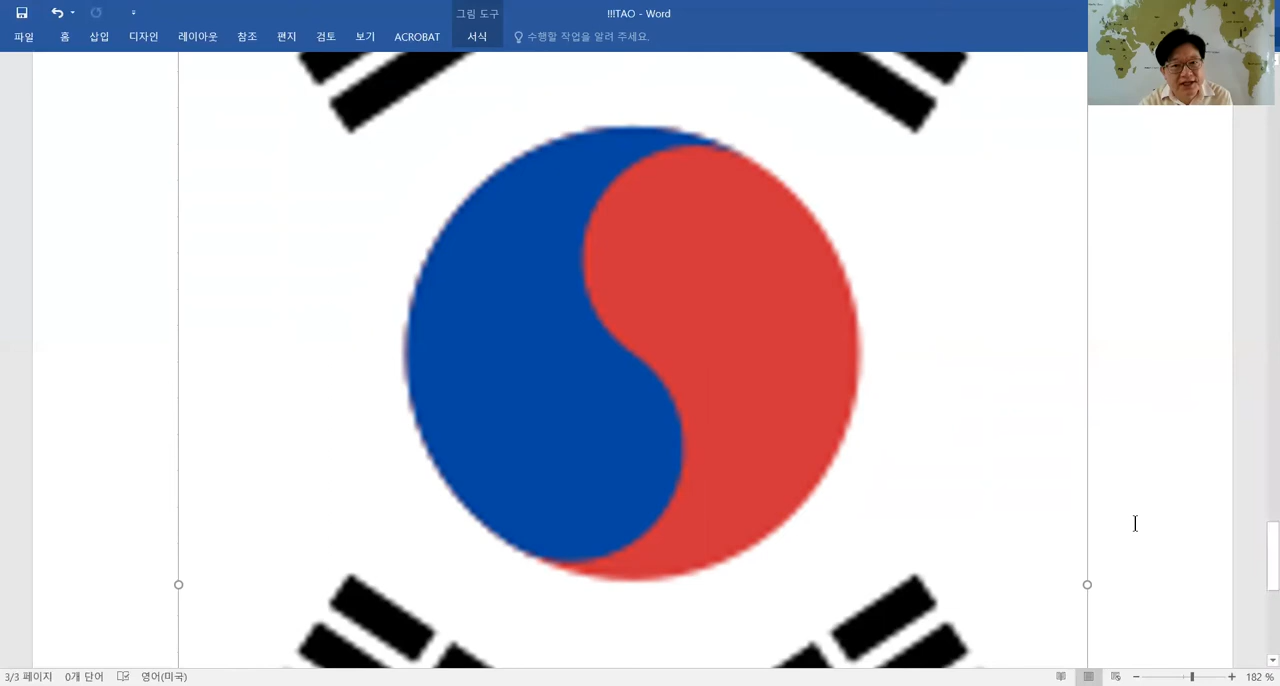 그림 도구
!!!TAO - Word
파일 홈 삽입 디자인 레이아웃 참조 편지 검토 보기 ACROBAT 서식 수행할 작업을 알려 주세요.
3/3 페이지 0개 단어 영어(미국) 182 %